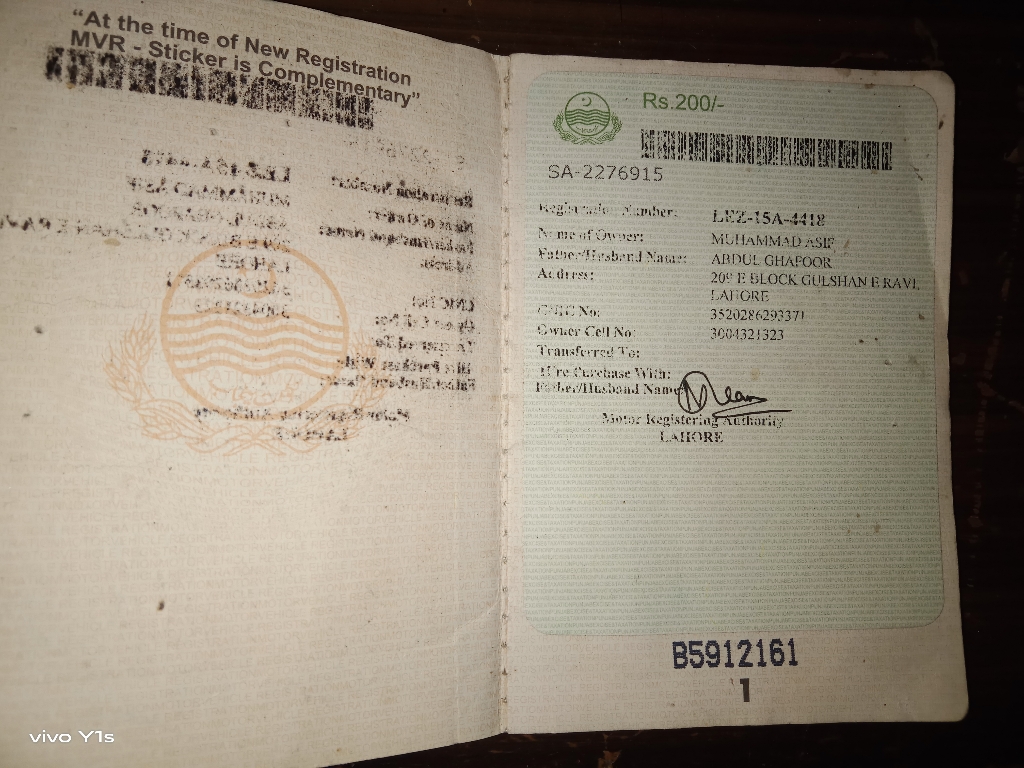 “At the time of New Registration
MVR - Sticker is Complementary”
Rs.200/-
SA-2276915
Registration Number: LEZ-15A-4418
Name of Owner: MUHAMMAD ASIF
Father/Husband Name: ABDUL GHAFOOR
Address: 209 E BLOCK GULSHAN E RAVI,
LAHORE
CNIC No: 3520286293371
Owner Cell No: 3004321323
Transferred To:
Hire Purchase With:
Father/Husband Name:
Motor Registering Authority
LAHORE
B5912161
1
vivo Y1s